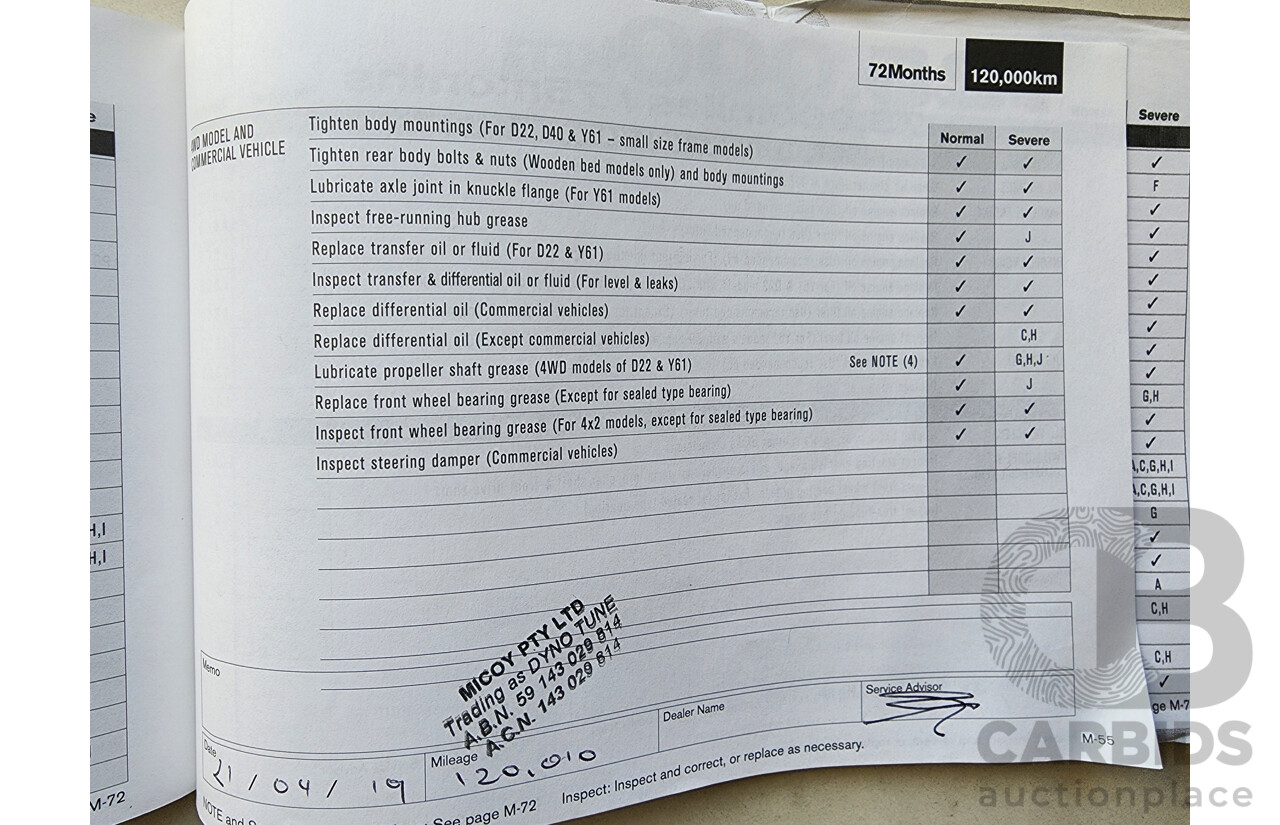 72Months 120,000km
COMMERCIAL VEHICLE
MODEL AND
Normal Severe
Tighten body mountings (For D22, D40 & Y61 – small size frame models) ✓ ✓
Tighten rear body bolts & nuts (Wooden bed models only) and body mountings ✓ ✓
Lubricate axle joint in knuckle flange (For Y61 models) ✓ ✓
Inspect free-running hub grease ✓ J
Replace transfer oil or fluid (For D22 & Y61) ✓ ✓
Inspect transfer & differential oil or fluid (For level & leaks) ✓ ✓
Replace differential oil (Commercial vehicles) ✓ ✓
Replace differential oil (Except commercial vehicles) C,H
Lubricate propeller shaft grease (4WD models of D22 & Y61) See NOTE (4) ✓ G,H,J
Replace front wheel bearing grease (Except for sealed type bearing) ✓ J
Inspect front wheel bearing grease (For 4x2 models, except for sealed type bearing) ✓ ✓
Inspect steering damper (Commercial vehicles) ✓ ✓
Memo
MICOY PTY LTD
Trading as DYNO TUNE
A.B.N. 59 143 029 814
A.C.N. 143 029 814
Date 21 / 04 / 19
Mileage 120,010
Dealer Name
Service Advisor
See page M-72
Inspect: Inspect and correct, or replace as necessary.
M-55
NOTE and
H,I
H,I
M-72
Severe
✓
F
✓
✓
✓
✓
✓
✓
✓
✓
G,H
✓
✓
A,C,G,H,I
A,C,G,H,I
G
✓
✓
A
C,H
C,H
✓
CB
CARBIDS
auctionplace